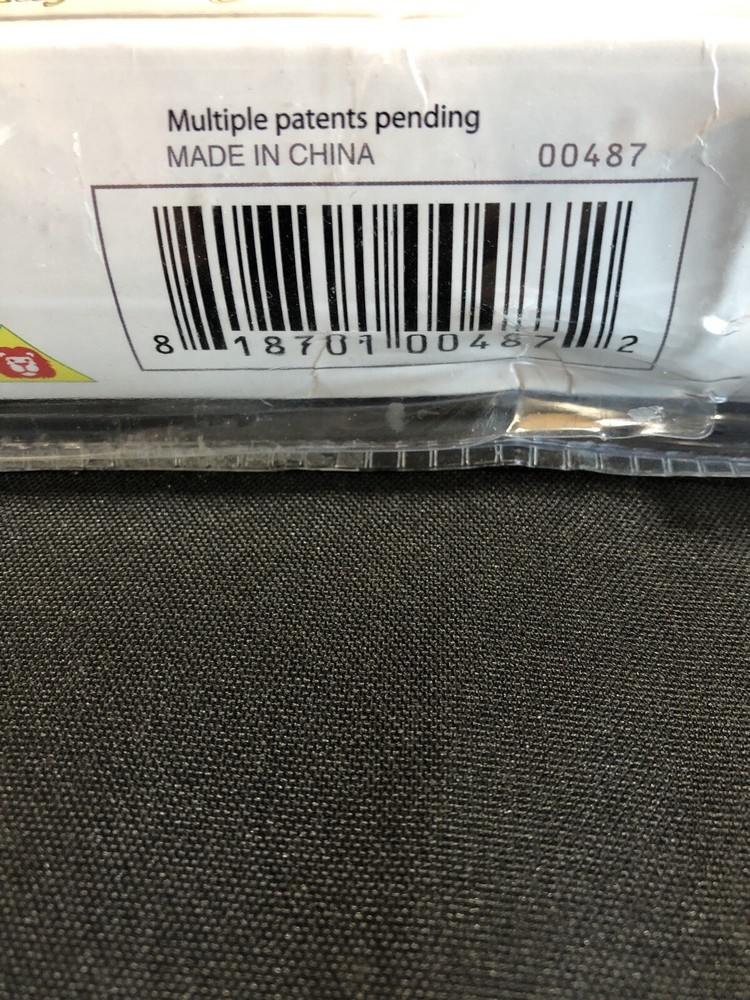 Multiple patents pending
MADE IN CHINA 00487
8 18701 00487 2